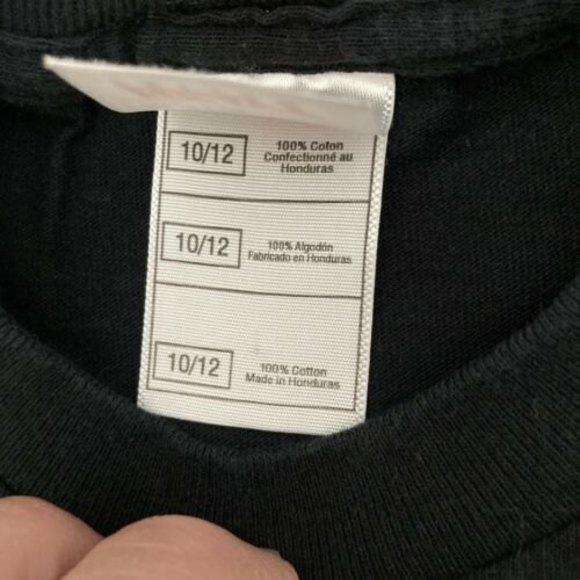 10/12
100% Coton
Confectionné au
Honduras
10/12
100% Algodón
Fabricado en Honduras
10/12
100% Cotton
Made in Honduras